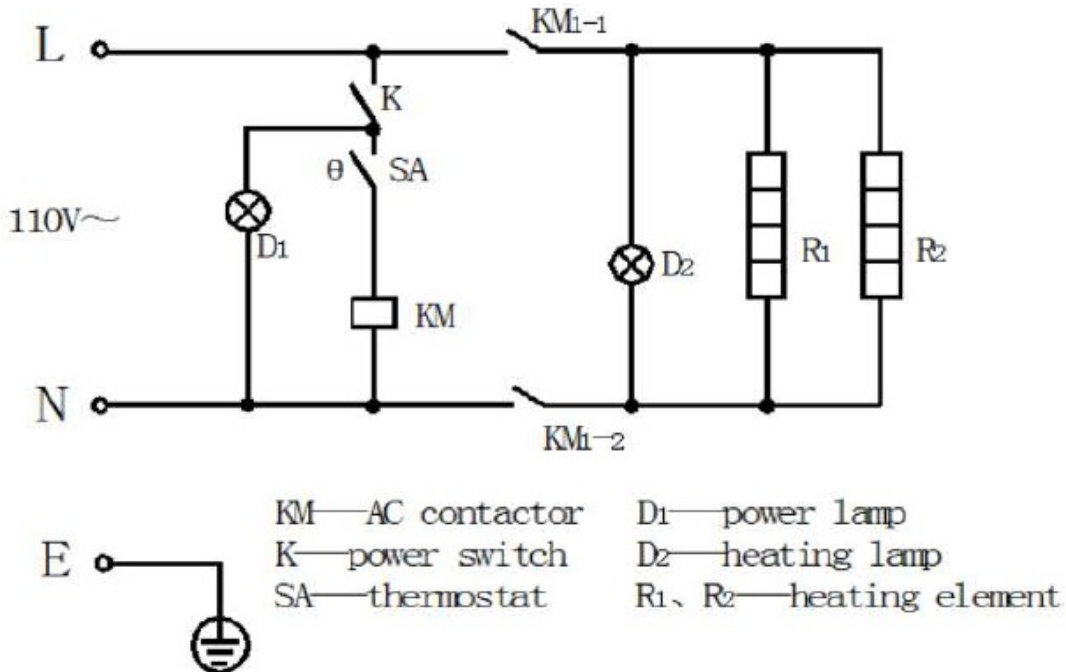 L
KM1-1
K
θ SA
110V～
D1
D2
R1
R2
KM
N
KM1-2
KM——AC contactor
D1——power lamp
E
K——power switch
D2——heating lamp
SA——thermostat
R1、R2——heating element